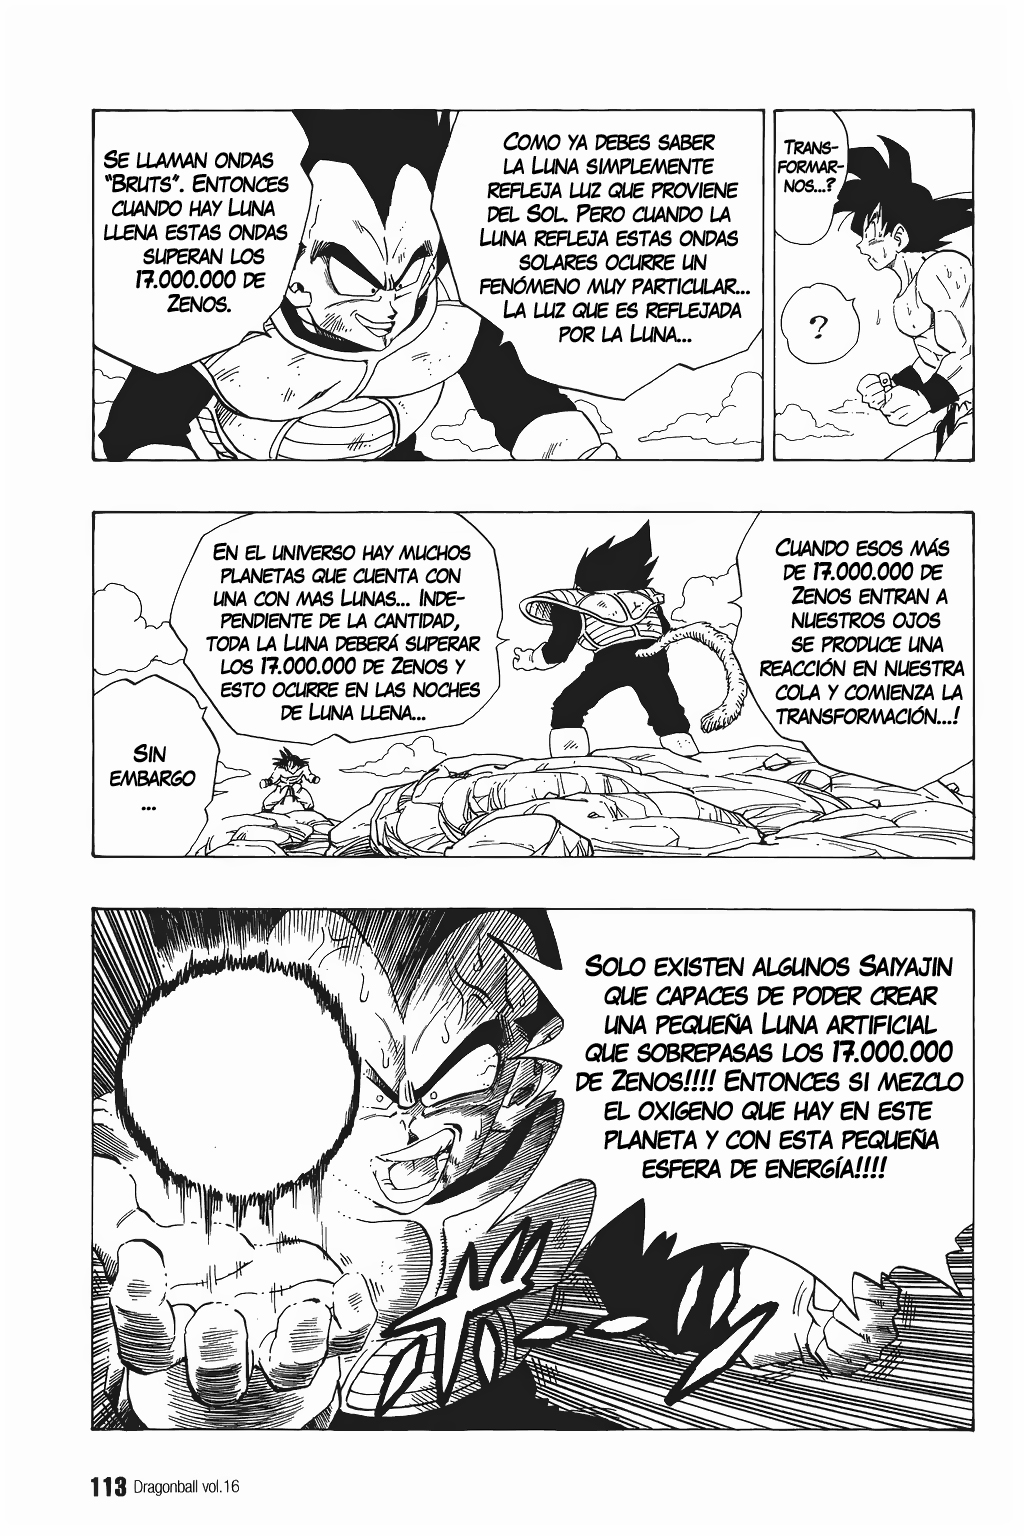 TRANS-
FORMAR-
NOS...?
?
COMO YA DEBES SABER
LA LUNA SIMPLEMENTE
REFLEJA LUZ QUE PROVIENE
DEL SOL. PERO CUANDO LA
LUNA REFLEJA ESTAS ONDAS
SOLARES OCURRE UN
FENÓMENO MUY PARTICULAR...
LA LUZ QUE ES REFLEJADA
POR LA LUNA...
SE LLAMAN ONDAS
"BRUTS". ENTONCES
CUANDO HAY LUNA
LLENA ESTAS ONDAS
SUPERAN LOS
17.000.000 DE
ZENOS.
CUANDO ESOS MÁS
DE 17.000.000 DE
ZENOS ENTRAN A
NUESTROS OJOS
SE PRODUCE UNA
REACCIÓN EN NUESTRA
COLA Y COMIENZA LA
TRANSFORMACIÓN...!
EN EL UNIVERSO HAY MUCHOS
PLANETAS QUE CUENTA CON
UNA CON MAS LUNAS... INDE-
PENDIENTE DE LA CANTIDAD,
TODA LA LUNA DEBERÁ SUPERAR
LOS 17.000.000 DE ZENOS Y
ESTO OCURRE EN LAS NOCHES
DE LUNA LLENA...
SIN
EMBARGO
...
SOLO EXISTEN ALGUNOS SAIYAJIN
QUE CAPACES DE PODER CREAR
UNA PEQUEÑA LUNA ARTIFICIAL
QUE SOBREPASAS LOS 17.000.000
DE ZENOS!!!! ENTONCES SI MEZCLO
EL OXIGENO QUE HAY EN ESTE
PLANETA Y CON ESTA PEQUEÑA
ESFERA DE ENERGÍA!!!!
ボーッ
113 Dragonball vol.16